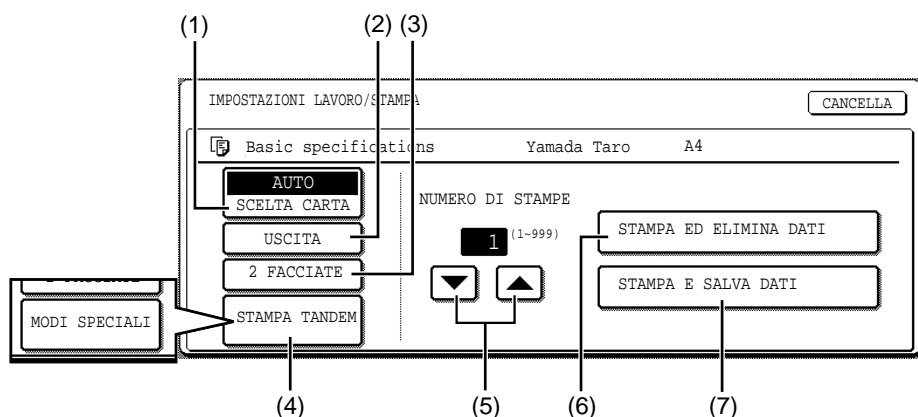 (1) (2) (3)
IMPOSTAZIONI LAVORO/STAMPA
CANCELLA
Basic specifications Yamada Taro A4
AUTO
SCELTA CARTA
USCITA
2 FACCIATE
STAMPA TANDEM
MODI SPECIALI
NUMERO DI STAMPE
1 (1~999)
STAMPA ED ELIMINA DATI
STAMPA E SALVA DATI
(4) (5) (6) (7)